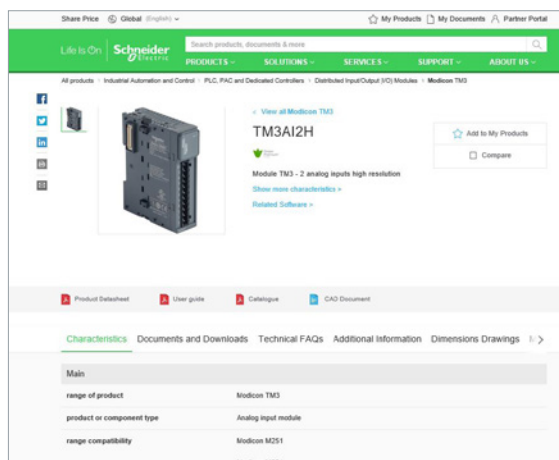 Share Price Global (English)
My Products My Documents Partner Portal
Life Is On Schneider Electric
Search products, documents & more
PRODUCTS SOLUTIONS SERVICES SUPPORT ABOUT US
All products Industrial Automation and Control PLC, PAC and Dedicated Controllers Distributed Input/Output (I/O) Modules Modicon TM3
View all Modicon TM3
TM3AI2H
Add to My Products
Compare
Module TM3 - 2 analog inputs high resolution
Show more characteristics >
Related Software >
Product Datasheet User guide Catalogue CAD Document
Characteristics Documents and Downloads Technical FAQs Additional Information Dimensions Drawings
Main
range of product Modicon TM3
product or component type Analog input module
range compatibility Modicon M251